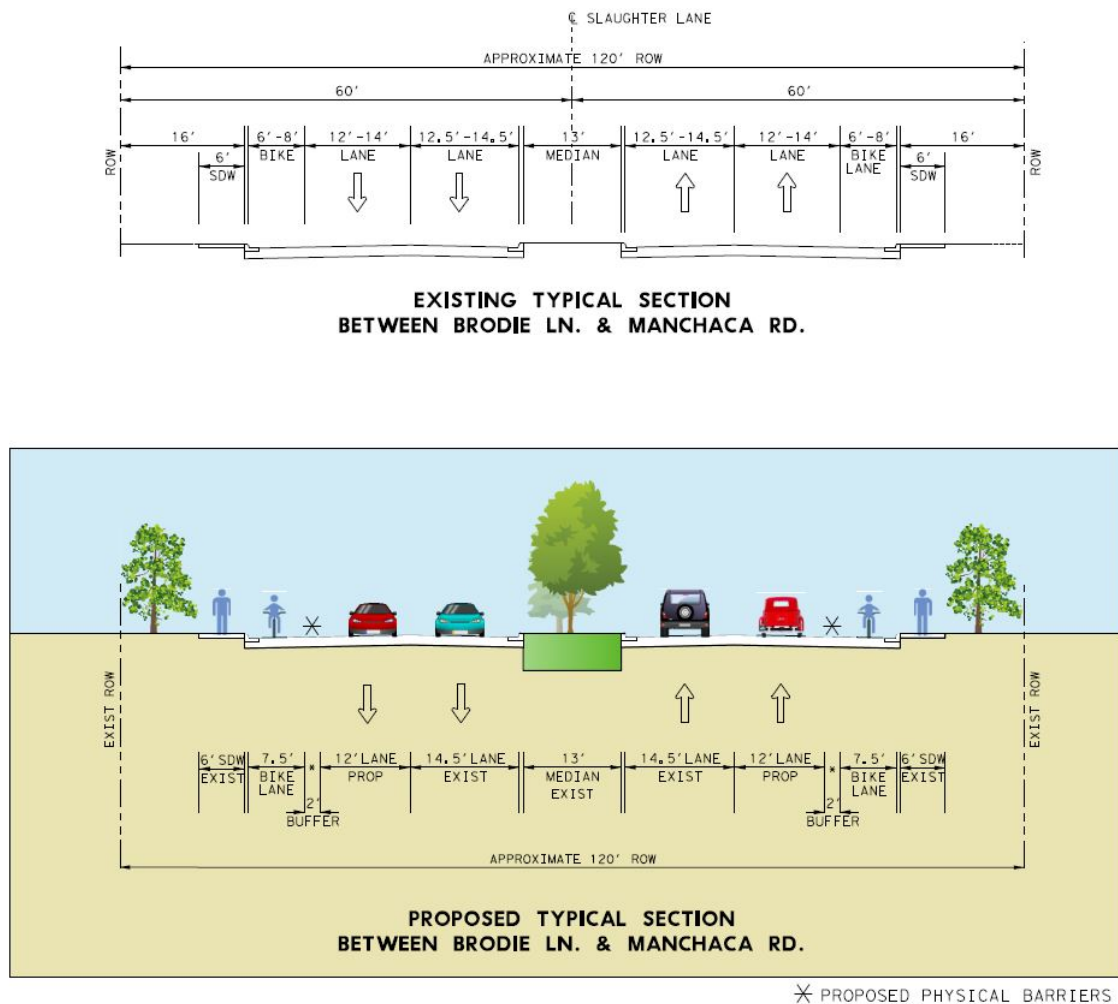 ℄ SLAUGHTER LANE
APPROXIMATE 120' ROW
60' 60'
16' 6'-8' 12'-14' 12.5'-14.5' 13' 12.5'-14.5' 12'-14' 6'-8' 16'
BIKE LANE LANE MEDIAN LANE LANE BIKE
LANE
6' 6'
SDW SDW
ROW ROW
EXISTING TYPICAL SECTION
BETWEEN BRODIE LN. & MANCHACA RD.
EXIST ROW EXIST ROW
6' SDW 7.5' * 12' LANE 14.5' LANE 13' 14.5' LANE 12' LANE * 7.5' 6' SDW
EXIST BIKE PROP EXIST MEDIAN EXIST PROP BIKE EXIST
LANE EXIST LANE
2' 2'
BUFFER BUFFER
APPROXIMATE 120' ROW
PROPOSED TYPICAL SECTION
BETWEEN BRODIE LN. & MANCHACA RD.
* PROPOSED PHYSICAL BARRIERS